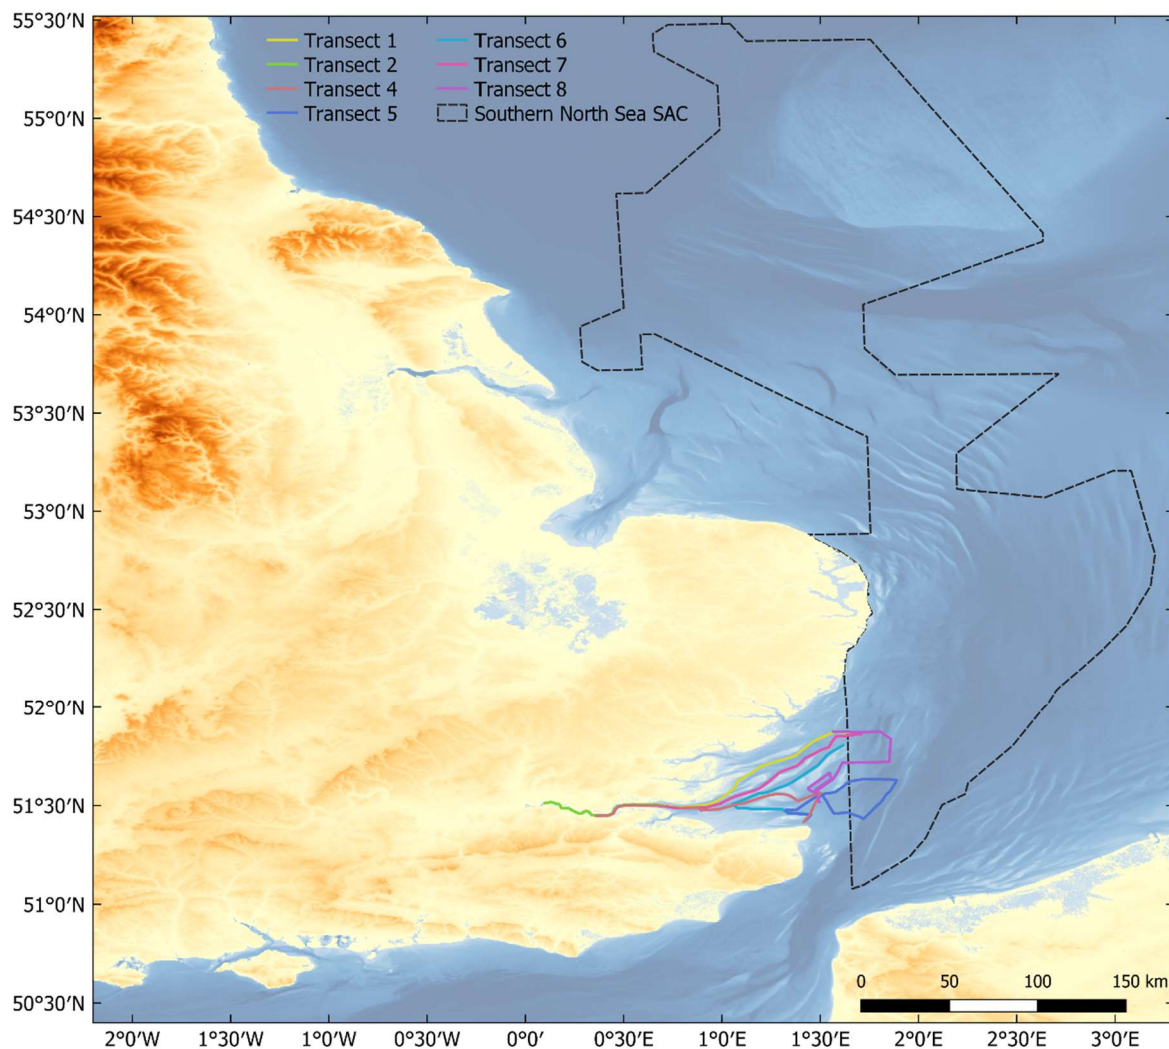 55°30′N
Transect 1
Transect 6
Transect 2
Transect 7
Transect 4
Transect 8
Transect 5
Southern North Sea SAC
55°0′N
54°30′N
54°0′N
53°30′N
53°0′N
52°30′N
52°0′N
51°30′N
51°0′N
50°30′N
0 50 100 150 km
2°0′W 1°30′W 1°0′W 0°30′W 0°0′ 0°30′E 1°0′E 1°30′E 2°0′E 2°30′E 3°0′E